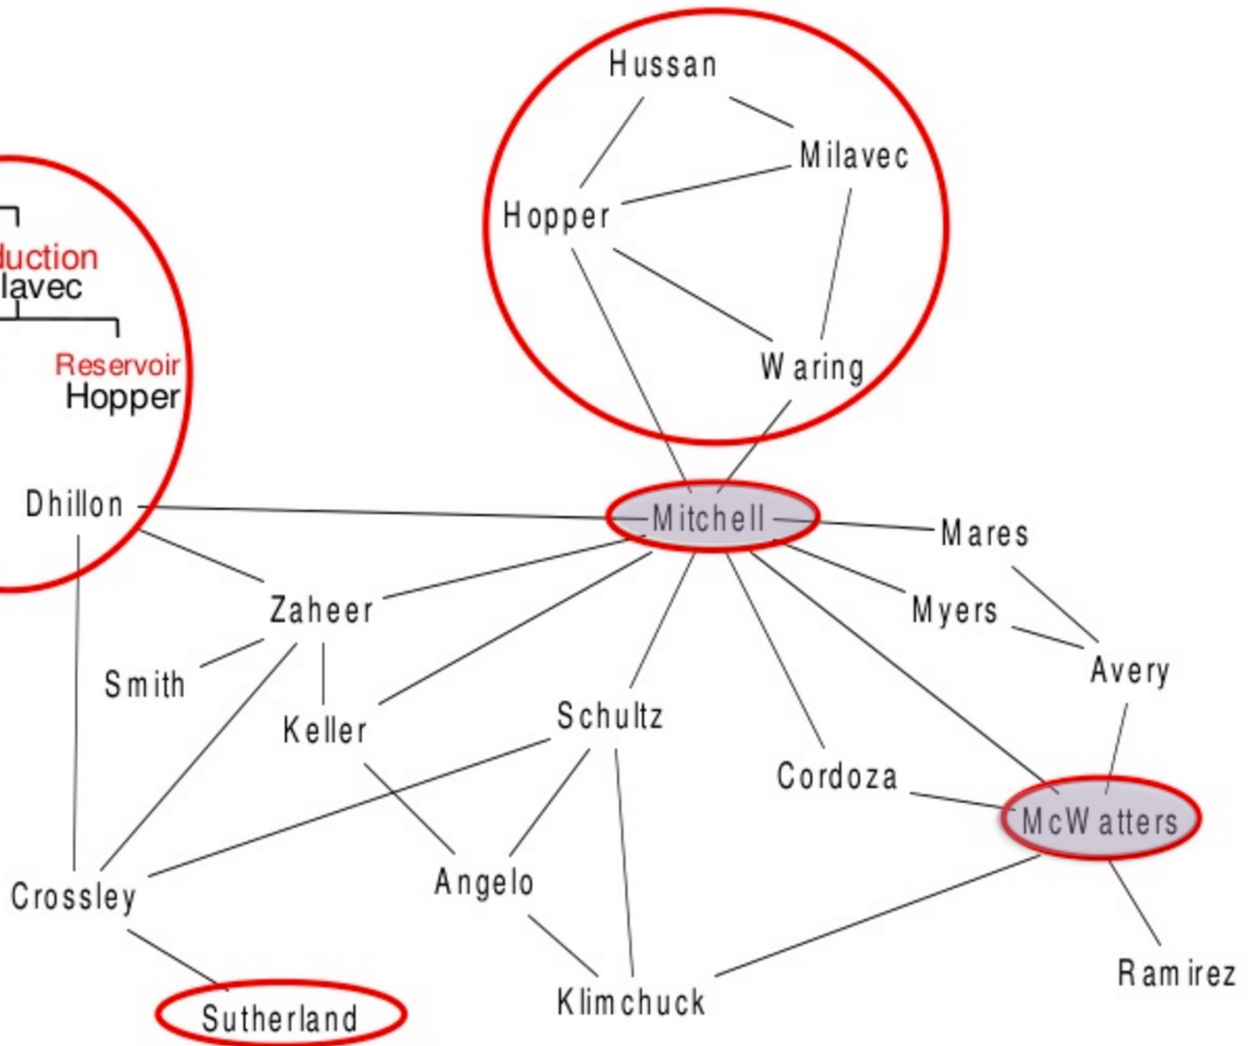 Hussan
Milavec
Hopper
duction
lavec
Reservoir
Hopper
Waring
Dhillon
Mitchell
Mares
Zaheer
Myers
Smith
Avery
Keller
Schultz
Cordoza
McWatters
Crossley
Angelo
Ramirez
Klimchuck
Sutherland